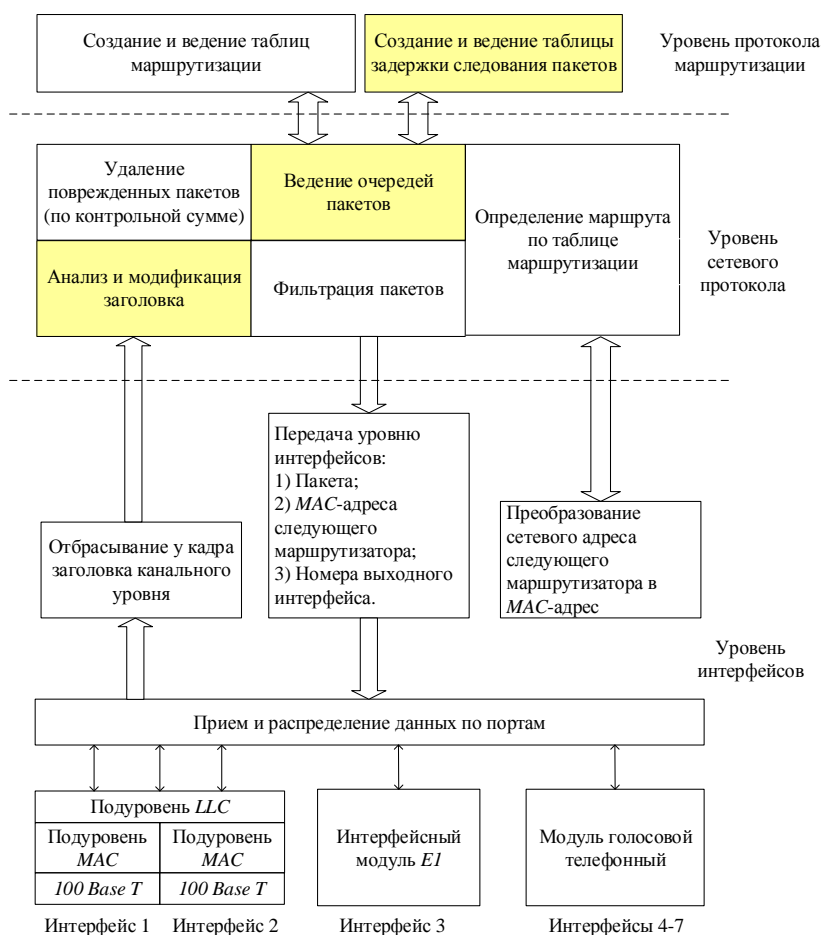 Создание и ведение таблиц
маршрутизации
Создание и ведение таблицы
задержки следования пакетов
Уровень протокола
маршрутизации
Удаление
поврежденных пакетов
(по контрольной сумме)
Ведение очередей
пакетов
Определение маршрута
по таблице
маршрутизации
Уровень
сетевого
протокола
Анализ и модификация
заголовка
Фильтрация пакетов
Передача уровню
интерфейсов:
1) Пакета;
2) MAC-адреса
следующего
маршрутизатора;
3) Номера выходного
интерфейса.
Отбрасывание у кадра
заголовка канального
уровня
Преобразование
сетевого адреса
следующего
маршрутизатора в
MAC-адрес
Уровень
интерфейсов
Прием и распределение данных по портам
Подуровень LLC
Подуровень
MAC
Подуровень
MAC
100 Base T
100 Base T
Интерфейсный
модуль E1
Модуль голосовой
телефонный
Интерфейс 1
Интерфейс 2
Интерфейс 3
Интерфейсы 4-7